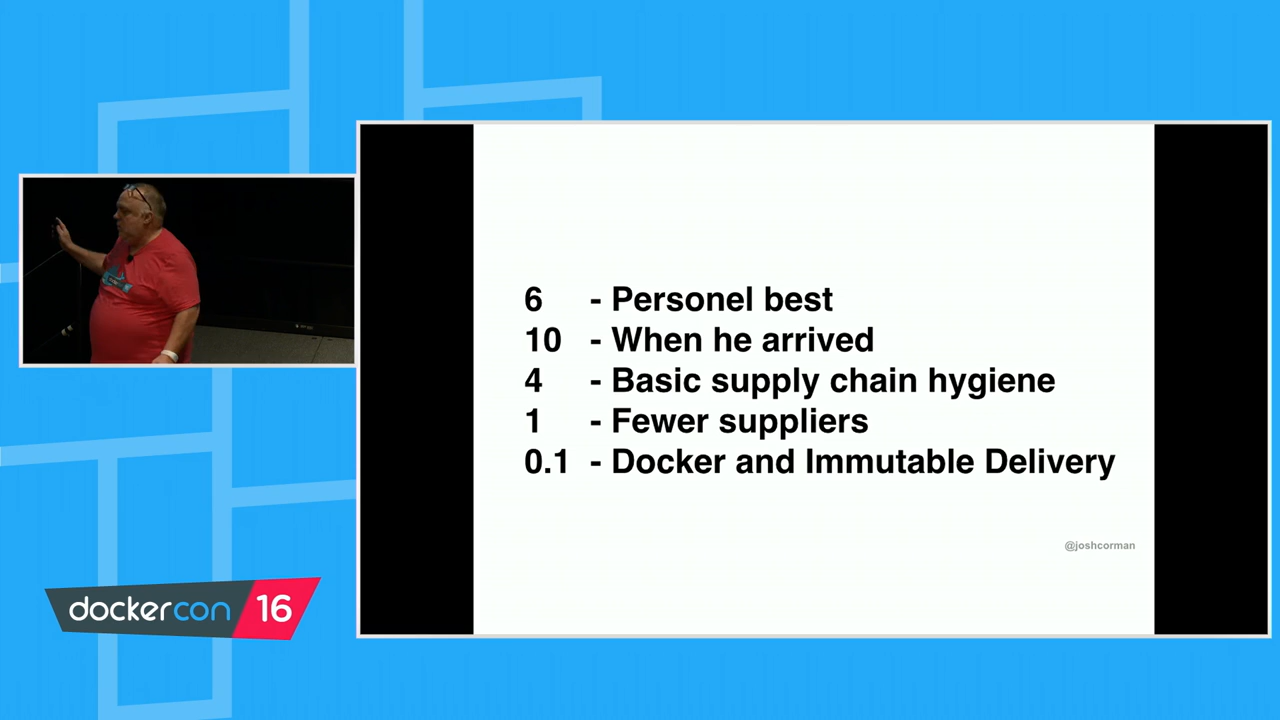 6 - Personel best
10 - When he arrived
4 - Basic supply chain hygiene
1 - Fewer suppliers
0.1 - Docker and Immutable Delivery
@joshcorman
dockercon 16